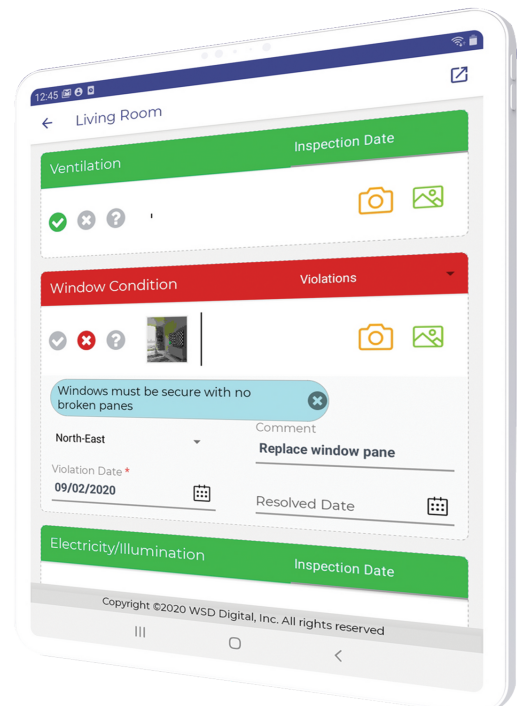 12:45
Living Room
Ventilation
Inspection Date
Window Condition
Violations
Windows must be secure with no
broken panes
North-East
Comment
Replace window pane
Violation Date *
09/02/2020
Resolved Date
Electricity/Illumination
Inspection Date
Copyright ©2020 WSD Digital, Inc. All rights reserved